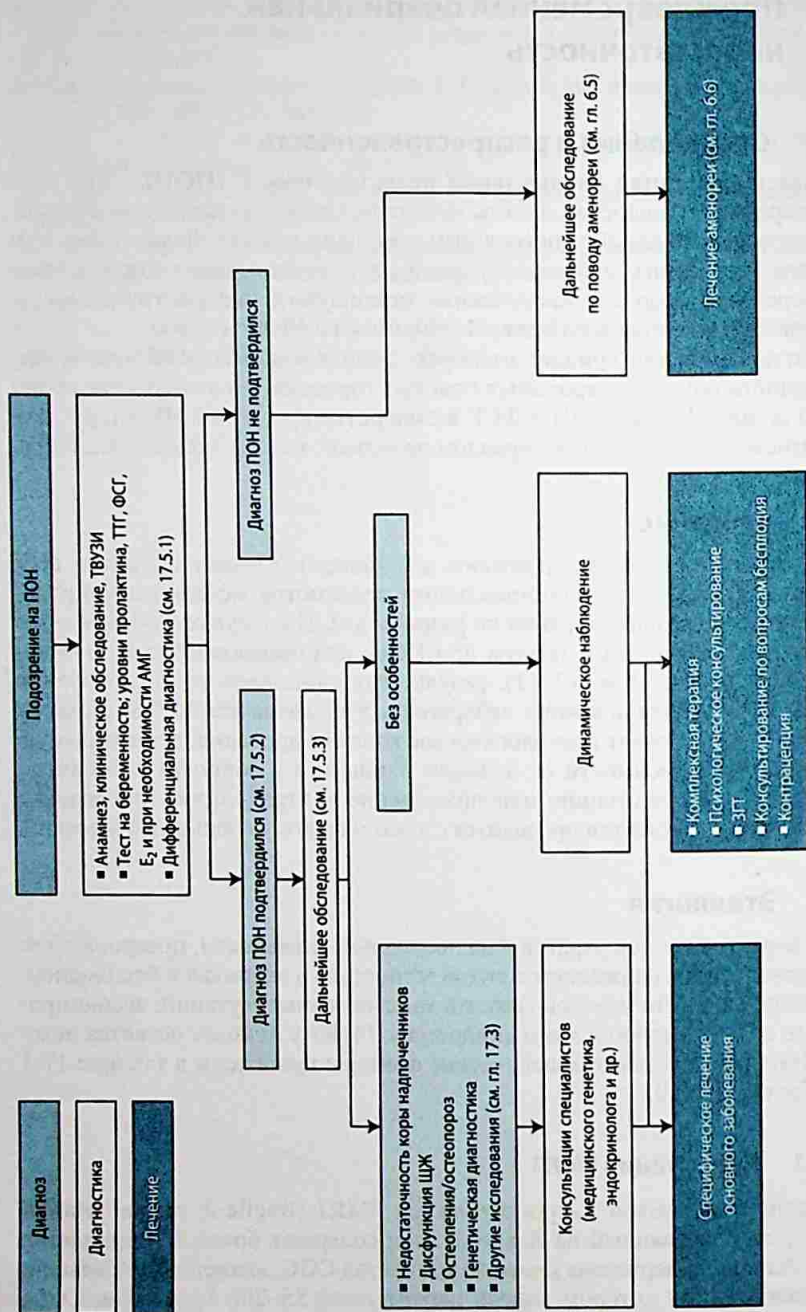 Диагноз
Диагностика
Лечение
Подозрение на ПОН
▪ Анамнез, клиническое обследование, ТВУЗИ
▪ Тест на беременность; уровни пролактина, ТТГ, ФСГ,
E₂ и при необходимости АМГ
▪ Дифференциальная диагностика (см. 17.5.1)
Диагноз ПОН подтвердился (см. 17.5.2)
Диагноз ПОН не подтвердился
Дальнейшее обследование (см. 17.5.3)
▪ Недостаточность коры надпочечников
▪ Дисфункция ЩЖ
▪ Остеопения/остеопороз
▪ Генетическая диагностика
▪ Другие исследования (см. гл. 17.3)
Без особенностей
Дальнейшее обследование
по поводу аменореи (см. гл. 6.5)
Консультации специалистов
(медицинского генетика,
эндокринолога и др.)
Динамическое наблюдение
Лечение аменореи (см. гл. 6.6)
Специфическое лечение
основного заболевания
▪ Комплексная терапия
▪ Психологическое консультирование
▪ ЗГТ
▪ Консультирование по вопросам бесплодия
▪ Контрацепция